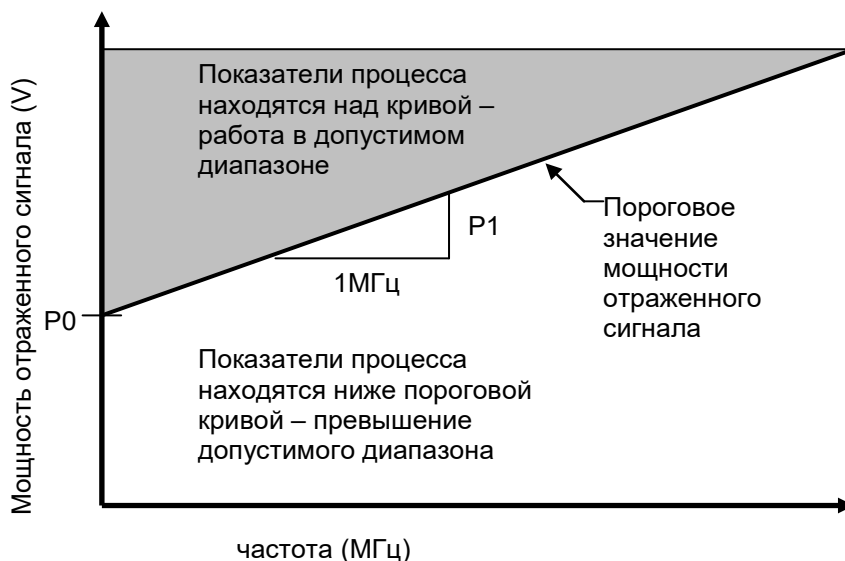 Мощность отраженного сигнала (V)
Показатели процесса
находятся над кривой –
работа в допустимом
диапазоне
P1
1МГц
Пороговое
значение
мощности
отраженного
сигнала
P0
Показатели процесса
находятся ниже пороговой
кривой – превышение
допустимого диапазона
частота (МГц)